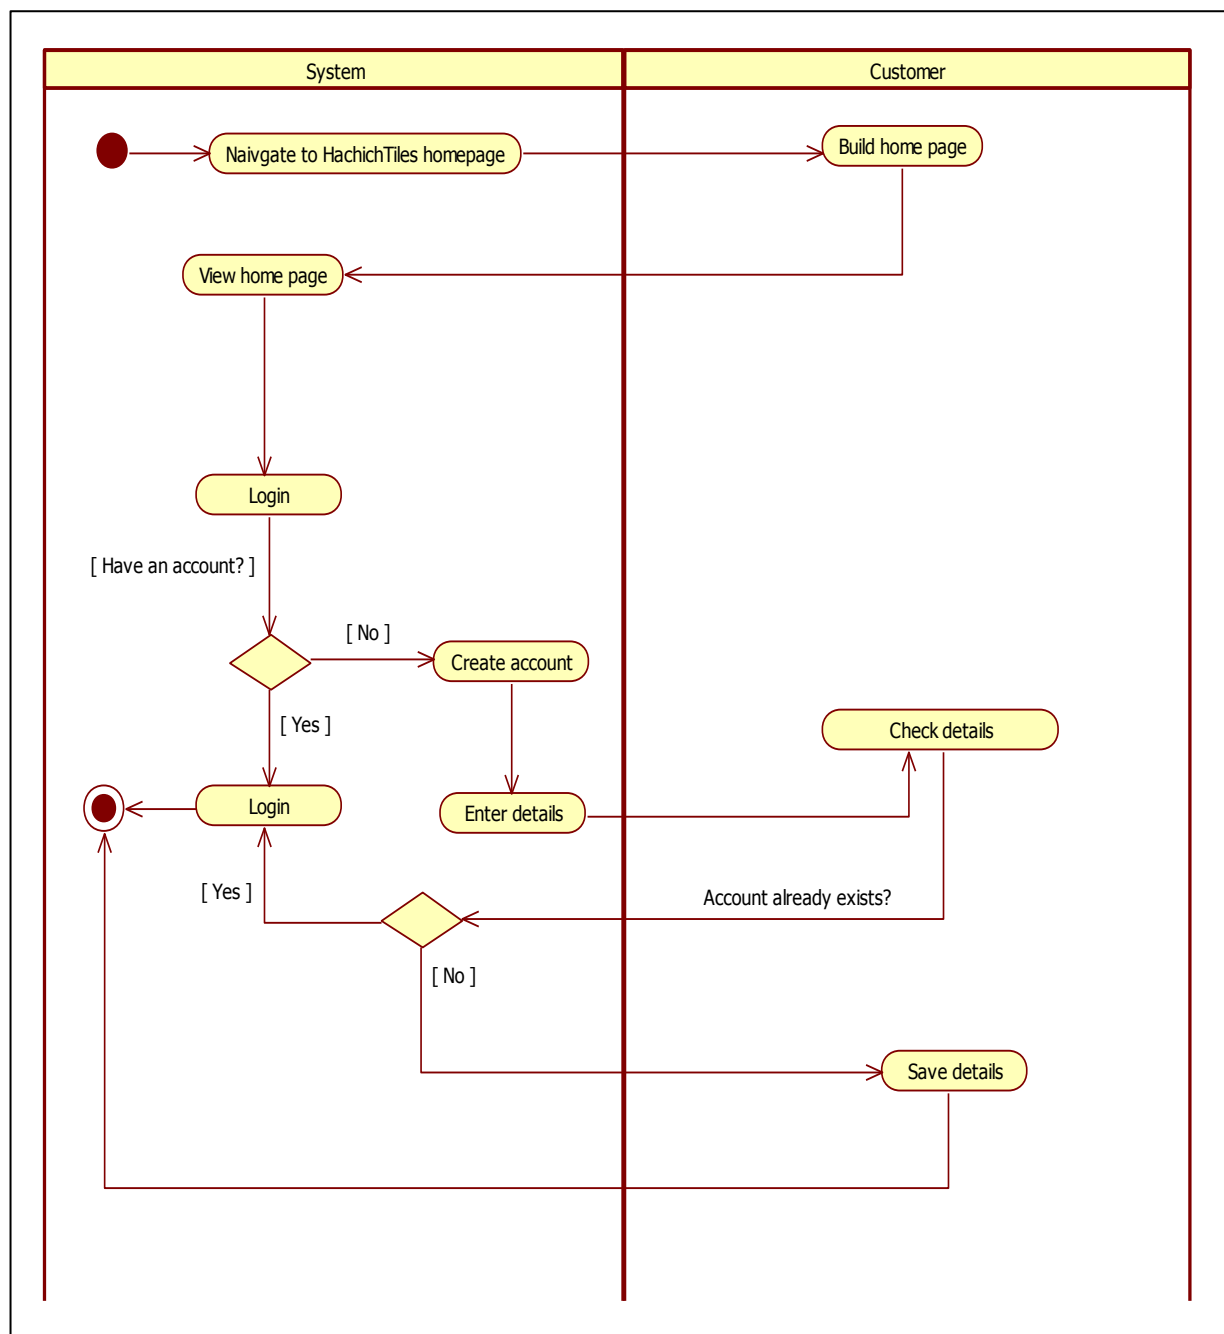 System
Customer
Naivgate to HachichTiles homepage
Build home page
View home page
Login
[ Have an account? ]
[ No ]
Create account
[ Yes ]
Check details
Login
Enter details
[ Yes ]
Account already exists?
[ No ]
Save details